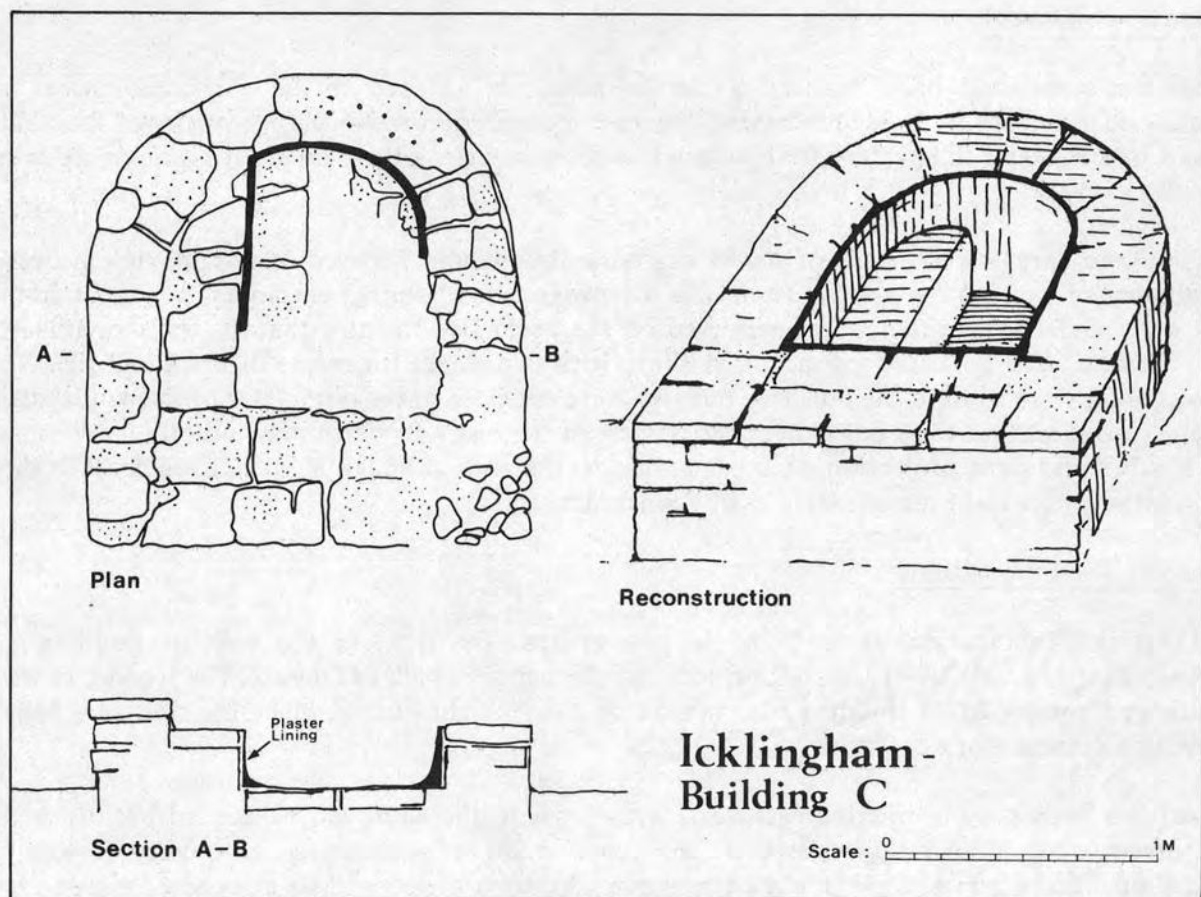 A -
- B
Plan
Reconstruction
Plaster
Lining
Section A-B
Icklingham -
Building C
Scale :
0
1M